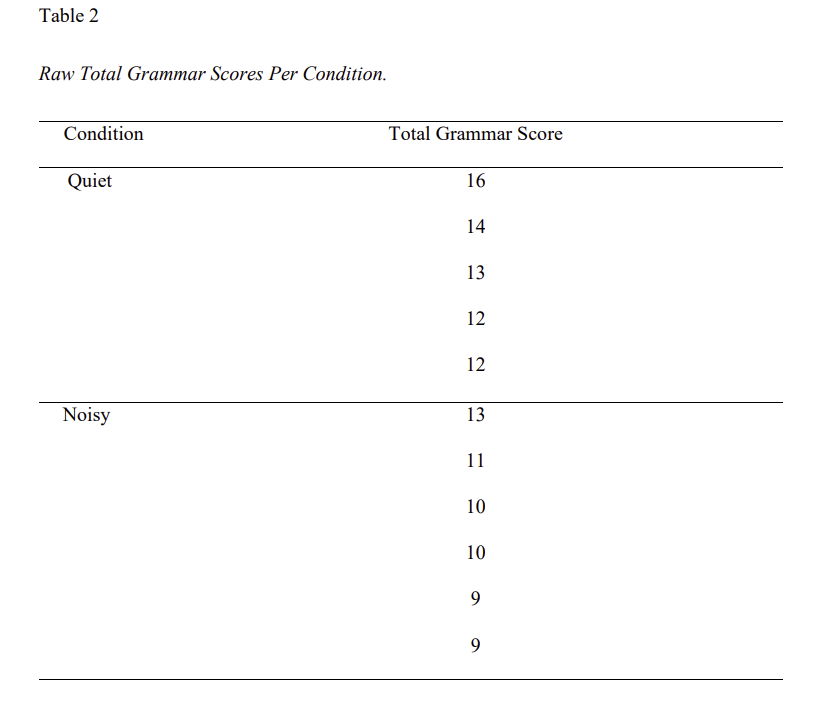 Table 2
Raw Total Grammar Scores Per Condition.
Condition Total Grammar Score
Quiet 16
14
13
12
12
Noisy 13
11
10
10
9
9